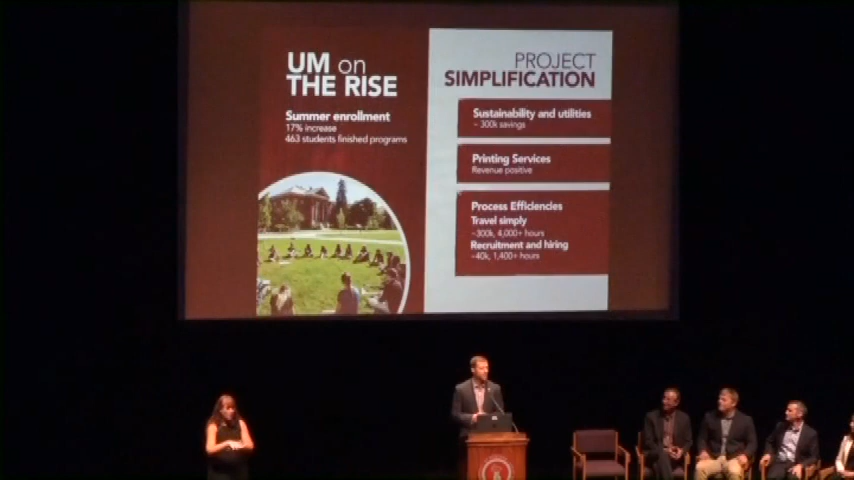 UM on
THE RISE
Summer enrollment
17% increase
463 students finished programs
PROJECT
SIMPLIFICATION
Sustainability and utilities
~ 300k savings
Printing Services
Revenue positive
Process Efficiencies
Travel simply
~300k, 4,000+ hours
Recruitment and hiring
~40k, 1,400+ hours